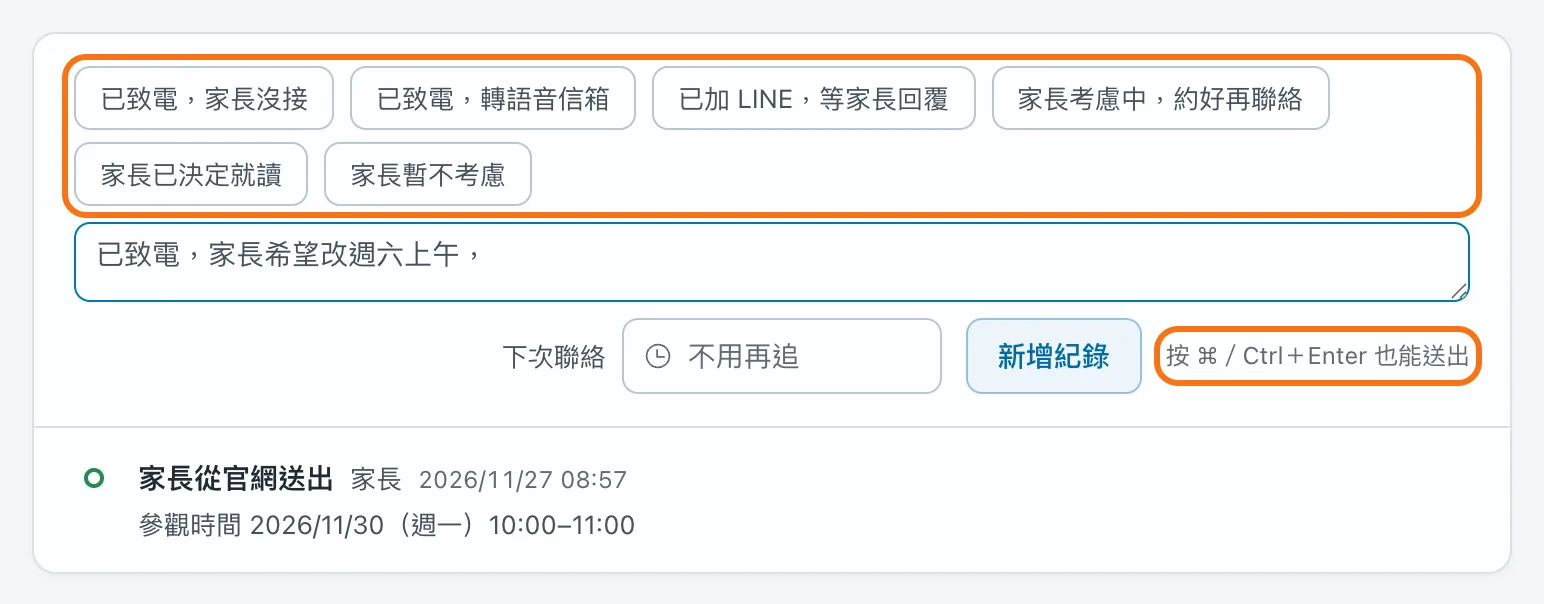 已致電，家長沒接　已致電，轉語音信箱　已加 LINE，等家長回覆　家長考慮中，約好再聯絡
家長已決定就讀　家長暫不考慮
已致電，家長希望改週六上午，
下次聯絡　不用再追　新增紀錄　按 ⌘ / Ctrl＋Enter 也能送出
家長從官網送出　家長　2026/11/27 08:57
參觀時間 2026/11/30（週一）10:00–11:00